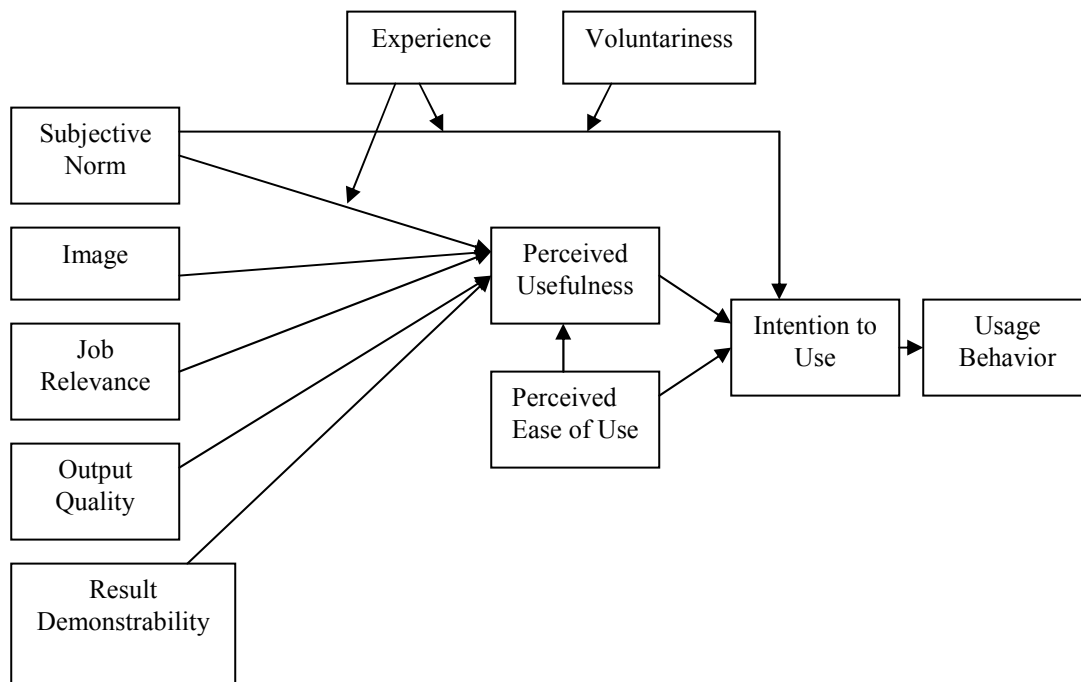 Experience
Voluntariness
Subjective
Norm
Image
Perceived
Usefulness
Job
Relevance
Intention to
Use
Usage
Behavior
Perceived
Ease of Use
Output
Quality
Result
Demonstrability